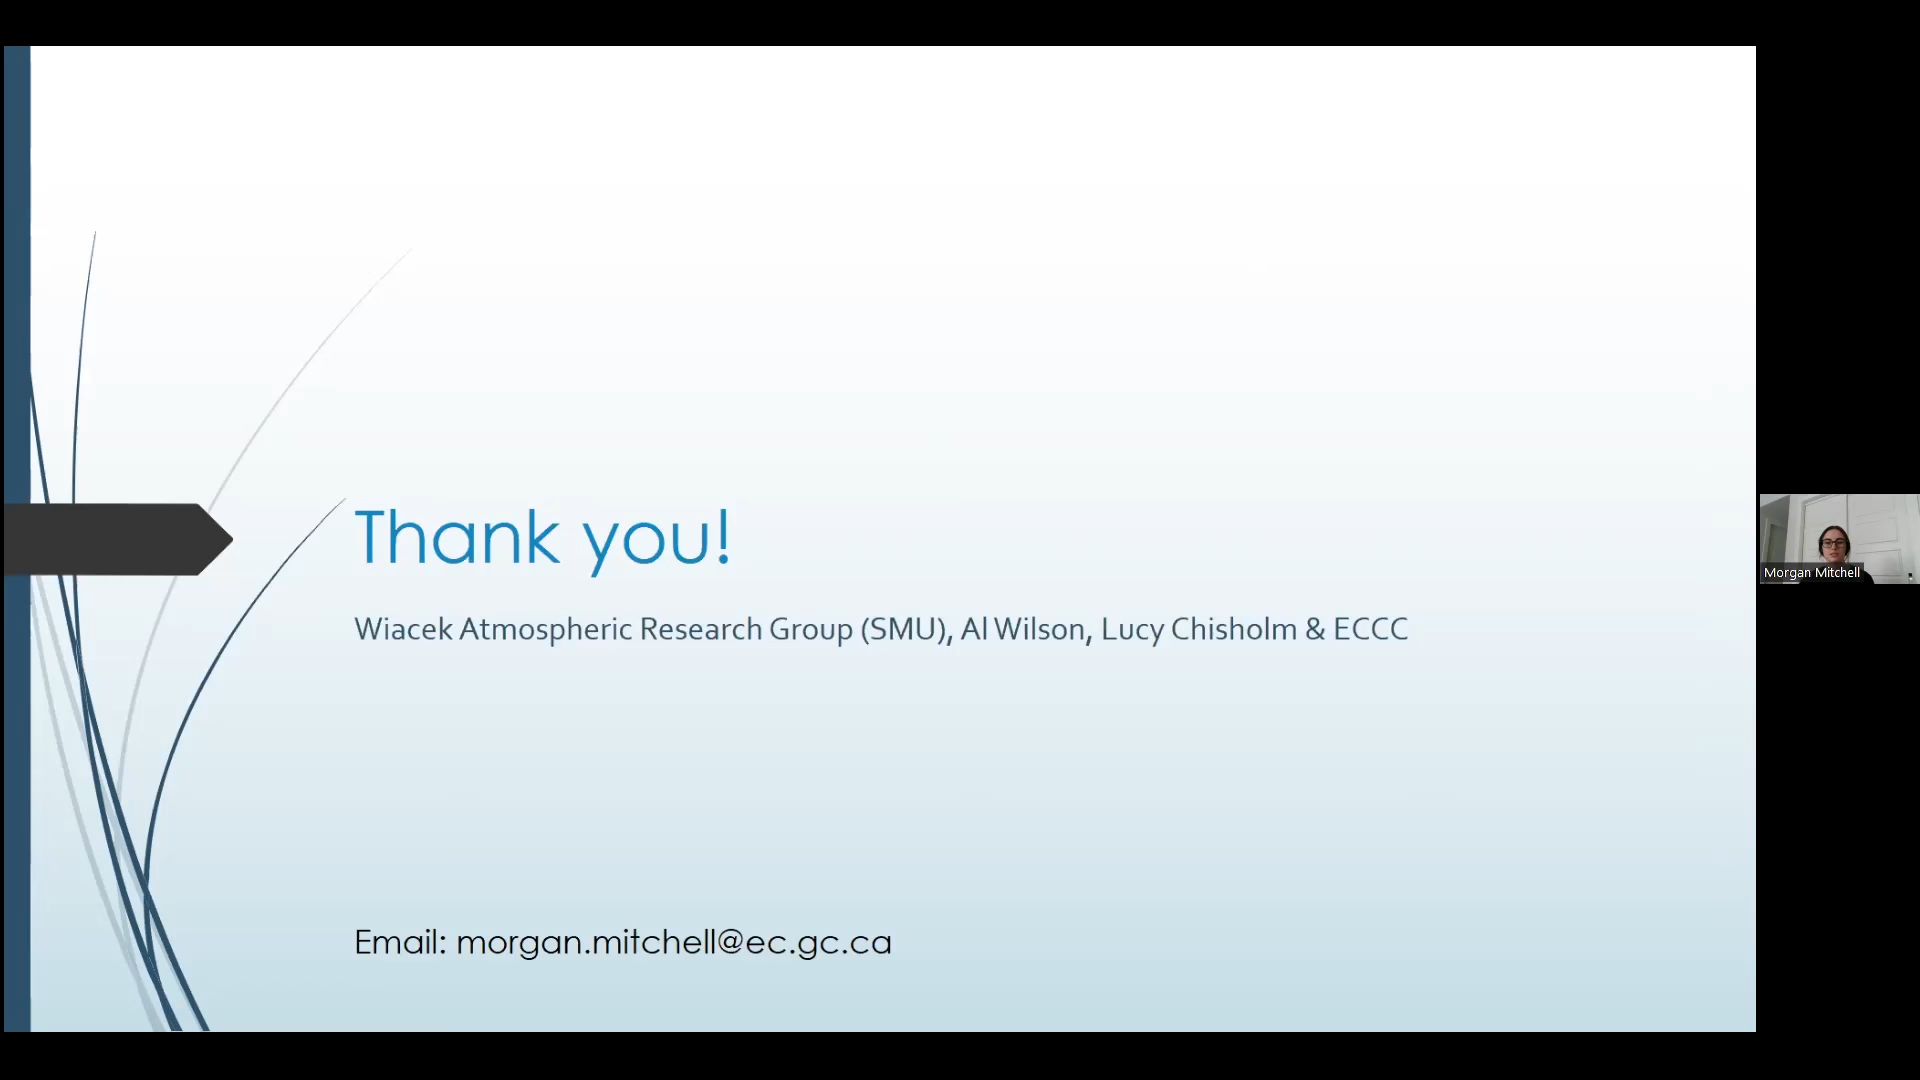 Thank you!
Wiacek Atmospheric Research Group (SMU), Al Wilson, Lucy Chisholm & ECCC
Morgan Mitchell
Email: morgan.mitchell@ec.gc.ca